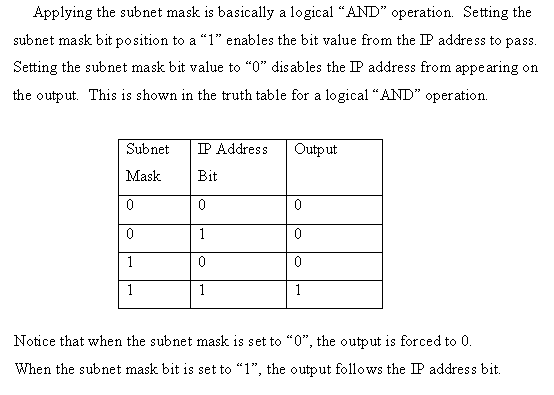 Applying the subnet mask is basically a logical “AND” operation. Setting the
subnet mask bit position to a “1” enables the bit value from the IP address to pass.
Setting the subnet mask bit value to “0” disables the IP address from appearing on
the output. This is shown in the truth table for a logical “AND” operation.
Subnet Mask IP Address Bit Output
0 0 0
0 1 0
1 0 0
1 1 1
Notice that when the subnet mask is set to “0”, the output is forced to 0.
When the subnet mask bit is set to “1”, the output follows the IP address bit.